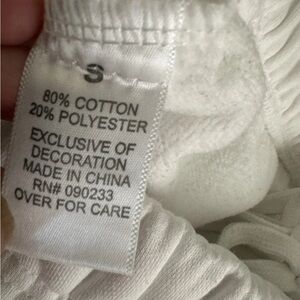 S
80% COTTON
20% POLYESTER
EXCLUSIVE OF
DECORATION
MADE IN CHINA
RN# 090233
OVER FOR CARE